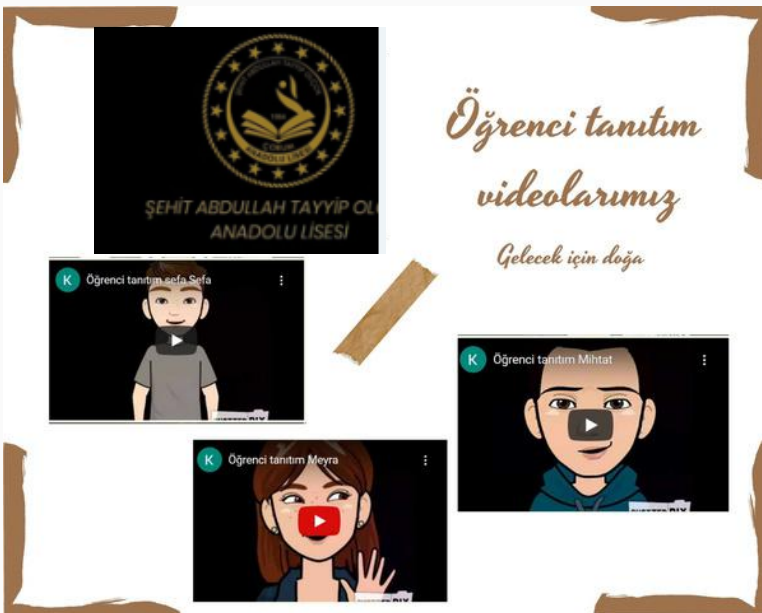 ÇORUM
ANADOLU LİSESİ
ŞEHİT ABDULLAH TAYYİP
ANADOLU LİSESİ
Öğrenci tanıtım
videolarımız
Gelecek için doğa
K Öğrenci tanıtım sefa Sefa
K Öğrenci tanıtım Mihtat
K Öğrenci tanıtım Meyra